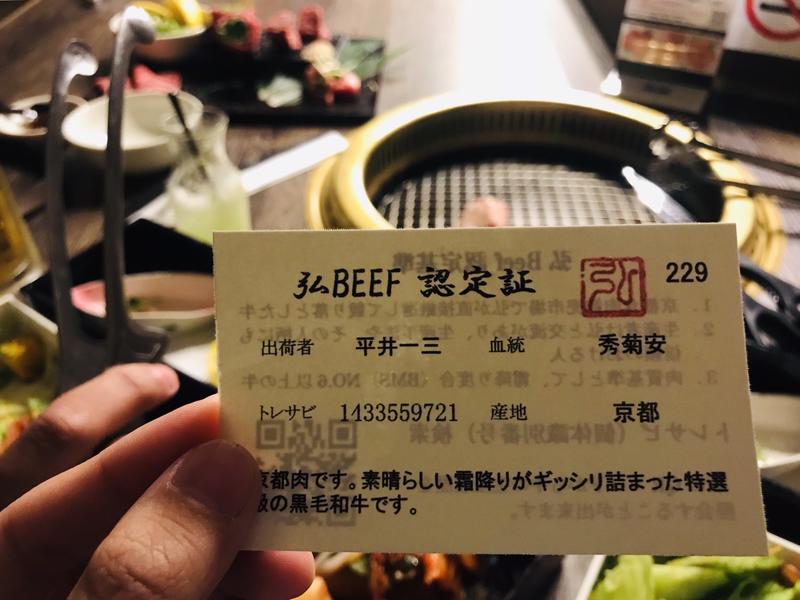 弘BEEF 認定証 弘 229
出荷者 平井一三 血統 秀菊安
トレサビ 1433559721 産地 京都
京都肉です。素晴らしい霜降りがギッシリ詰まった特選
級の黒毛和牛です。